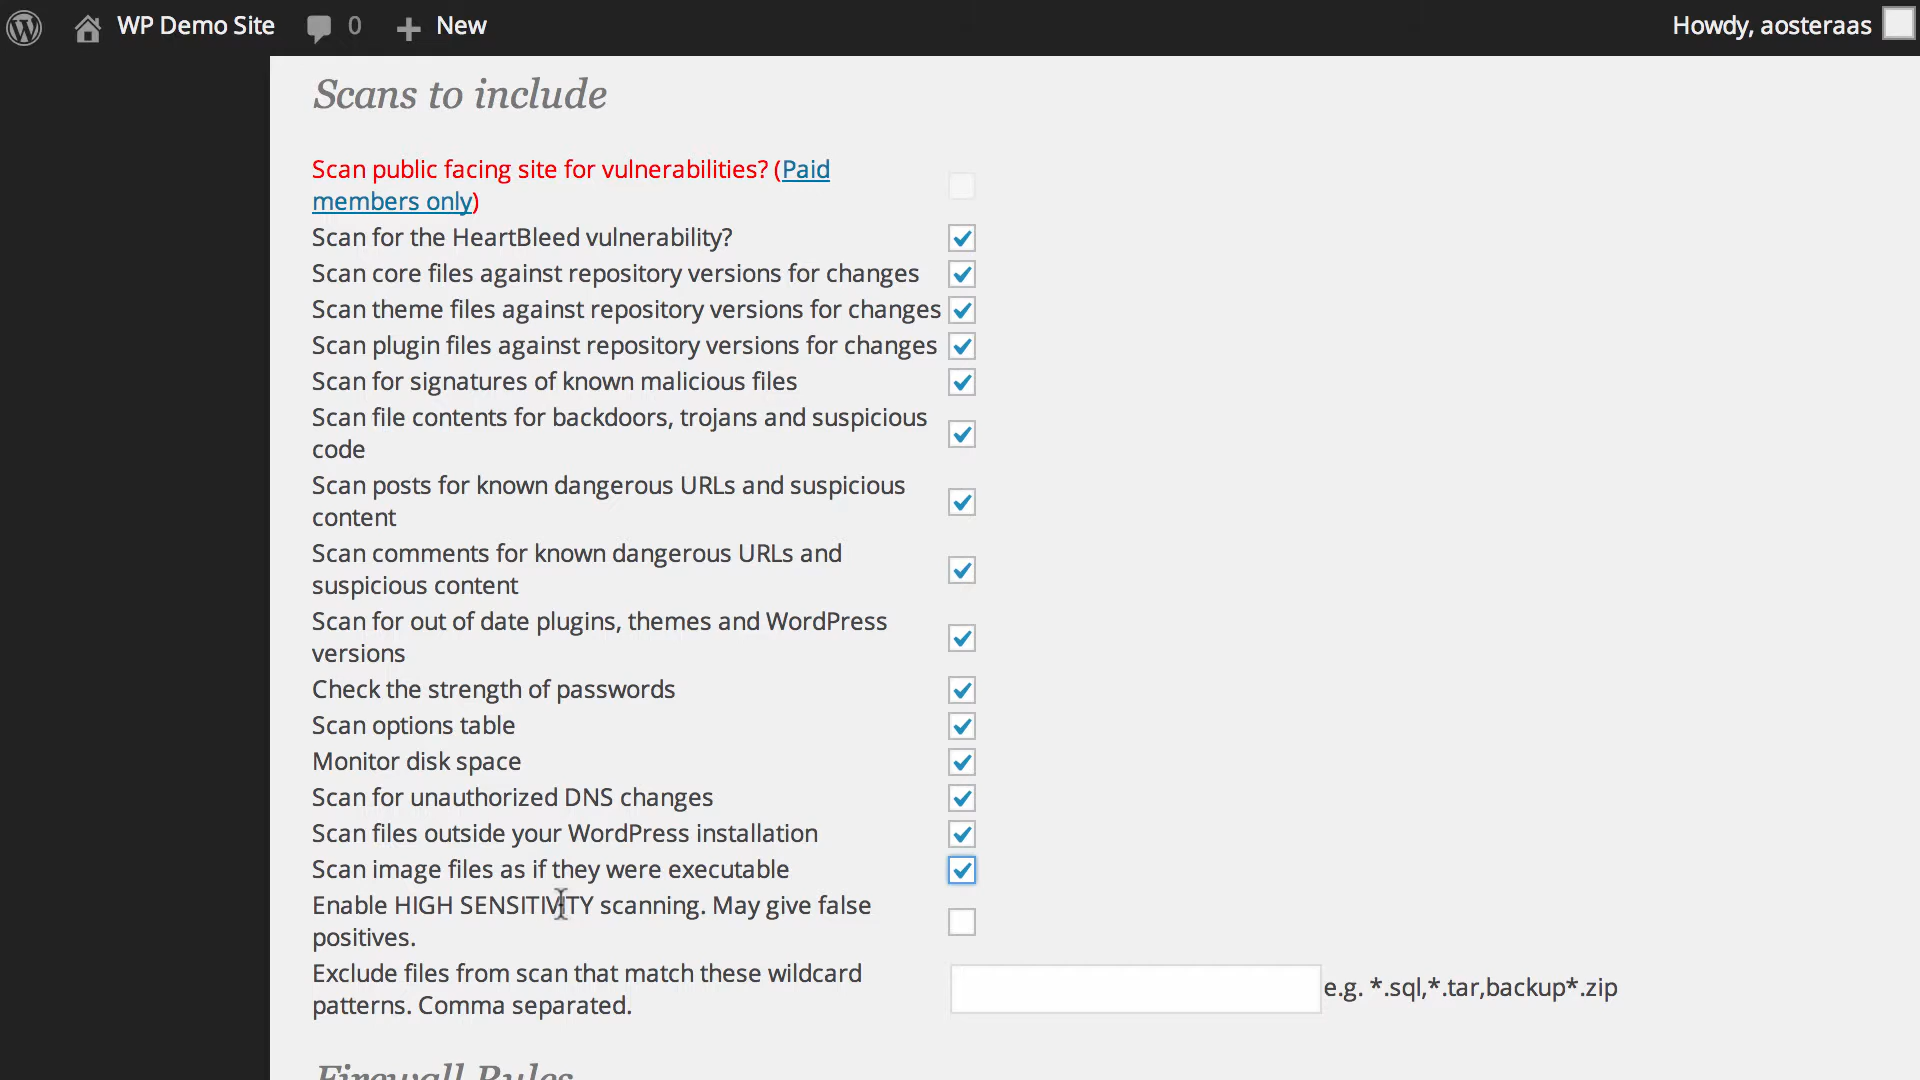 WP Demo Site 0 New Howdy, aosteraas
Scans to include
Scan public facing site for vulnerabilities? (Paid
members only)
Scan for the HeartBleed vulnerability?
Scan core files against repository versions for changes
Scan theme files against repository versions for changes
Scan plugin files against repository versions for changes
Scan for signatures of known malicious files
Scan file contents for backdoors, trojans and suspicious
code
Scan posts for known dangerous URLs and suspicious
content
Scan comments for known dangerous URLs and
suspicious content
Scan for out of date plugins, themes and WordPress
versions
Check the strength of passwords
Scan options table
Monitor disk space
Scan for unauthorized DNS changes
Scan files outside your WordPress installation
Scan image files as if they were executable
Enable HIGH SENSITIVITY scanning. May give false
positives.
Exclude files from scan that match these wildcard
patterns. Comma separated.
e.g. *.sql,*.tar,backup*.zip
Firewall Rules